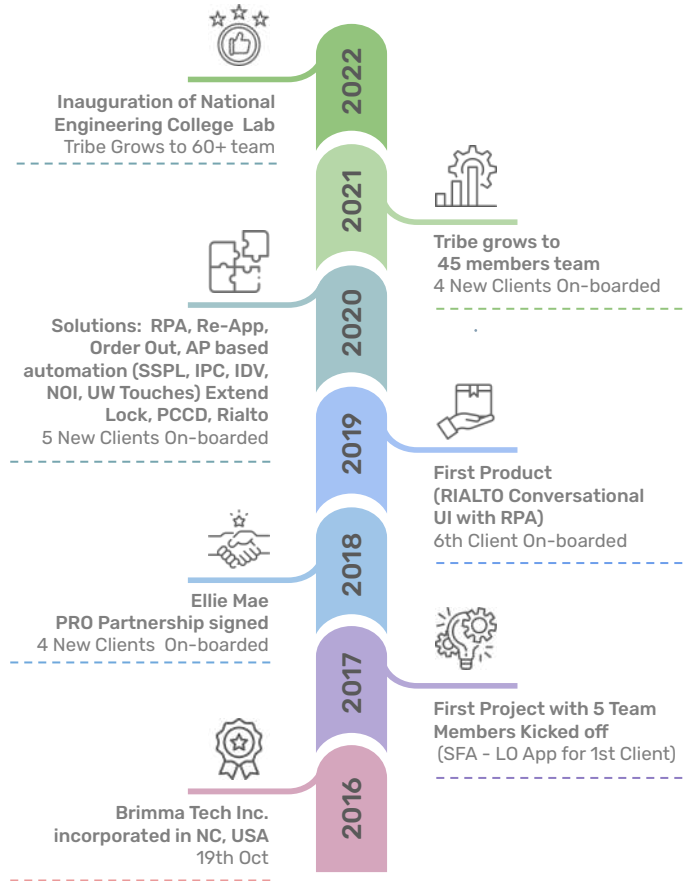 2022
Inauguration of National
Engineering College Lab
Tribe Grows to 60+ team
2021
Tribe grows to
45 members team
4 New Clients On-boarded
.
2020
Solutions: RPA, Re-App,
Order Out, AP based
automation (SSPL, IPC, IDV,
NOI, UW Touches) Extend
Lock, PCCD, Rialto
5 New Clients On-boarded
2019
First Product
(RIALTO Conversational
UI with RPA)
6th Client On-boarded
2018
Ellie Mae
PRO Partnership signed
4 New Clients On-boarded
2017
First Project with 5 Team
Members Kicked off
(SFA - LO App for 1st Client)
2016
Brimma Tech Inc.
incorporated in NC, USA
19th Oct